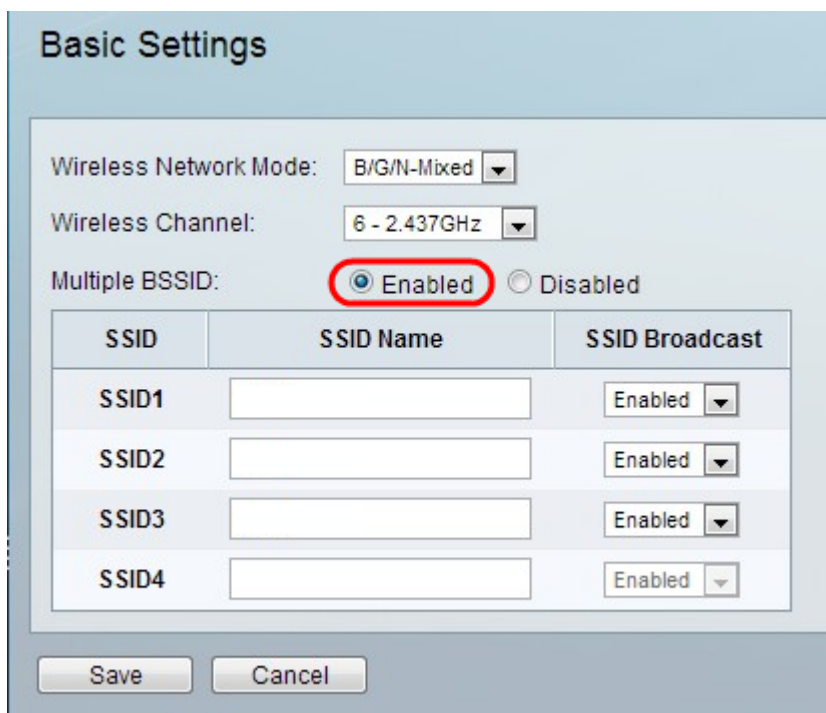 Basic Settings
Wireless Network Mode: B/G/N-Mixed
Wireless Channel: 6 - 2.437GHz
Multiple BSSID: Enabled Disabled
SSID SSID Name SSID Broadcast
SSID1 Enabled
SSID2 Enabled
SSID3 Enabled
SSID4 Enabled
Save Cancel